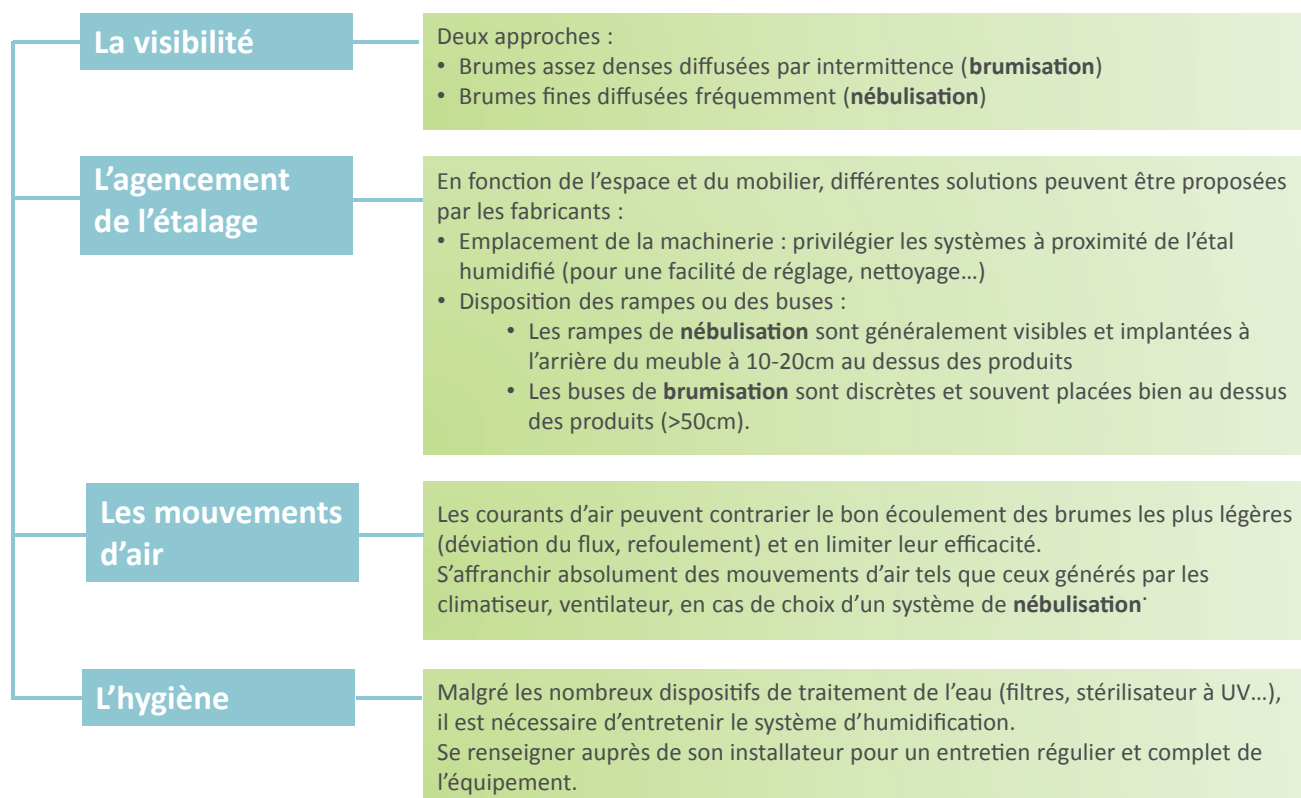 La visibilité
Deux approches :
• Brumes assez denses diffusées par intermittence (brumisation)
• Brumes fines diffusées fréquemment (nébulisation)
L’agencement
de l’étalage
En fonction de l’espace et du mobilier, différentes solutions peuvent être proposées
par les fabricants :
• Emplacement de la machinerie : privilégier les systèmes à proximité de l’étal
humidifié (pour une facilité de réglage, nettoyage…)
• Disposition des rampes ou des buses :
• Les rampes de nébulisation sont généralement visibles et implantées à
l’arrière du meuble à 10-20cm au dessus des produits
• Les buses de brumisation sont discrètes et souvent placées bien au dessus
des produits (>50cm).
Les mouvements
d’air
Les courants d’air peuvent contrarier le bon écoulement des brumes les plus légères
(déviation du flux, refoulement) et en limiter leur efficacité.
S’affranchir absolument des mouvements d’air tels que ceux générés par les
climatiseur, ventilateur, en cas de choix d’un système de nébulisation.
L’hygiène
Malgré les nombreux dispositifs de traitement de l’eau (filtres, stérilisateur à UV…),
il est nécessaire d’entretenir le système d’humidification.
Se renseigner auprès de son installateur pour un entretien régulier et complet de
l’équipement.